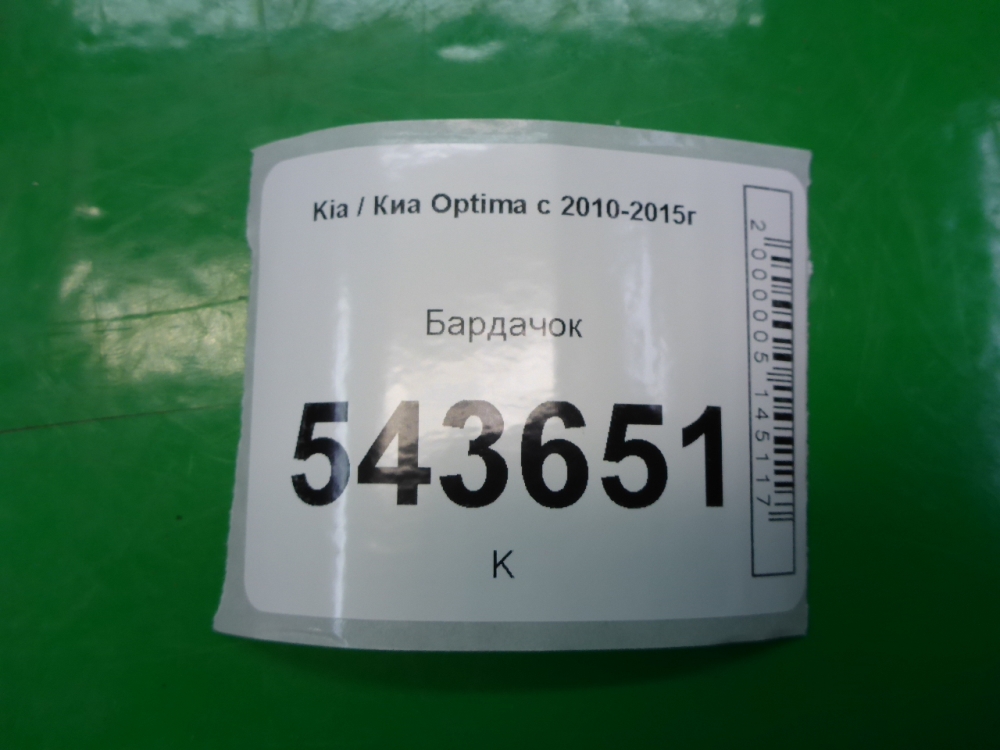 Kia / Киа Optima с 2010-2015г
Бардачок
543651
К
2000005145117